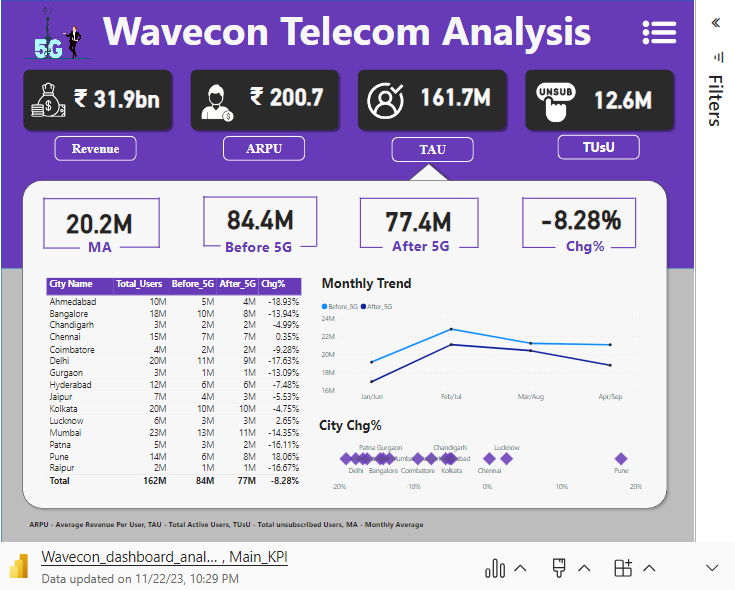 5G
Wavecon Telecom Analysis
Filters
₹ 31.9bn
₹ 200.7
161.7M
UNSUB
12.6M
Revenue
ARPU
TAU
TUsU
20.2M
MA
84.4M
Before 5G
77.4M
After 5G
-8.28%
Chg%
City Name Total_Users Before_5G After_5G Chg%
Ahmedabad 10M 5M 4M -18.93%
Bangalore 18M 10M 8M -13.94%
Chandigarh 3M 2M 2M -4.99%
Chennai 15M 7M 7M 0.35%
Coimbatore 4M 2M 2M -9.28%
Delhi 20M 11M 9M -17.63%
Gurgaon 3M 1M 1M -13.09%
Hyderabad 12M 6M 6M -7.48%
Jaipur 7M 4M 3M -5.53%
Kolkata 20M 10M 10M -4.75%
Lucknow 6M 3M 3M 2.65%
Mumbai 23M 13M 11M -14.35%
Patna 5M 3M 2M -16.11%
Pune 14M 6M 8M 18.06%
Raipur 2M 1M 1M -16.67%
Total 162M 84M 77M -8.28%
Monthly Trend
Before_5G After_5G
24M
22M
20M
18M
16M
Jan/Jun Feb/Jul Mar/Aug Apr/Sep
City Chg%
Patna Gurgaon Chandigarh Lucknow
Delhi Bangalore Coimbatore Kolkata Chennai Pune
-20% -10% 0% 10% 20%
ARPU - Average Revenue Per User, TAU - Total Active Users, TUsU - Total unsubscribed Users, MA - Monthly Average
Wavecon_dashboard_anal... , Main_KPI
Data updated on 11/22/23, 10:29 PM